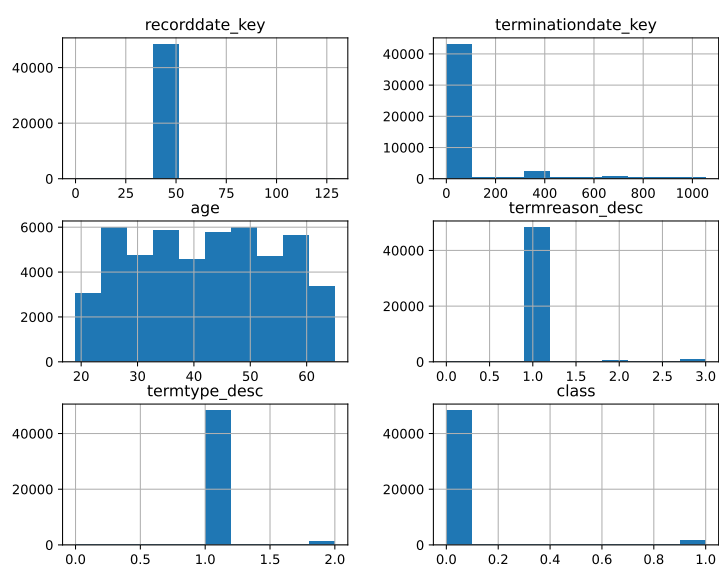 recorddate_key
terminationdate_key
40000
20000
0
0 25 50 75 100 125
40000
30000
20000
10000
0
0 200 400 600 800 1000
age
termreason_desc
6000
4000
2000
0
20 30 40 50 60
40000
20000
0
0.0 0.5 1.0 1.5 2.0 2.5 3.0
termtype_desc
class
40000
20000
0
0.0 0.5 1.0 1.5 2.0
40000
20000
0
0.0 0.2 0.4 0.6 0.8 1.0